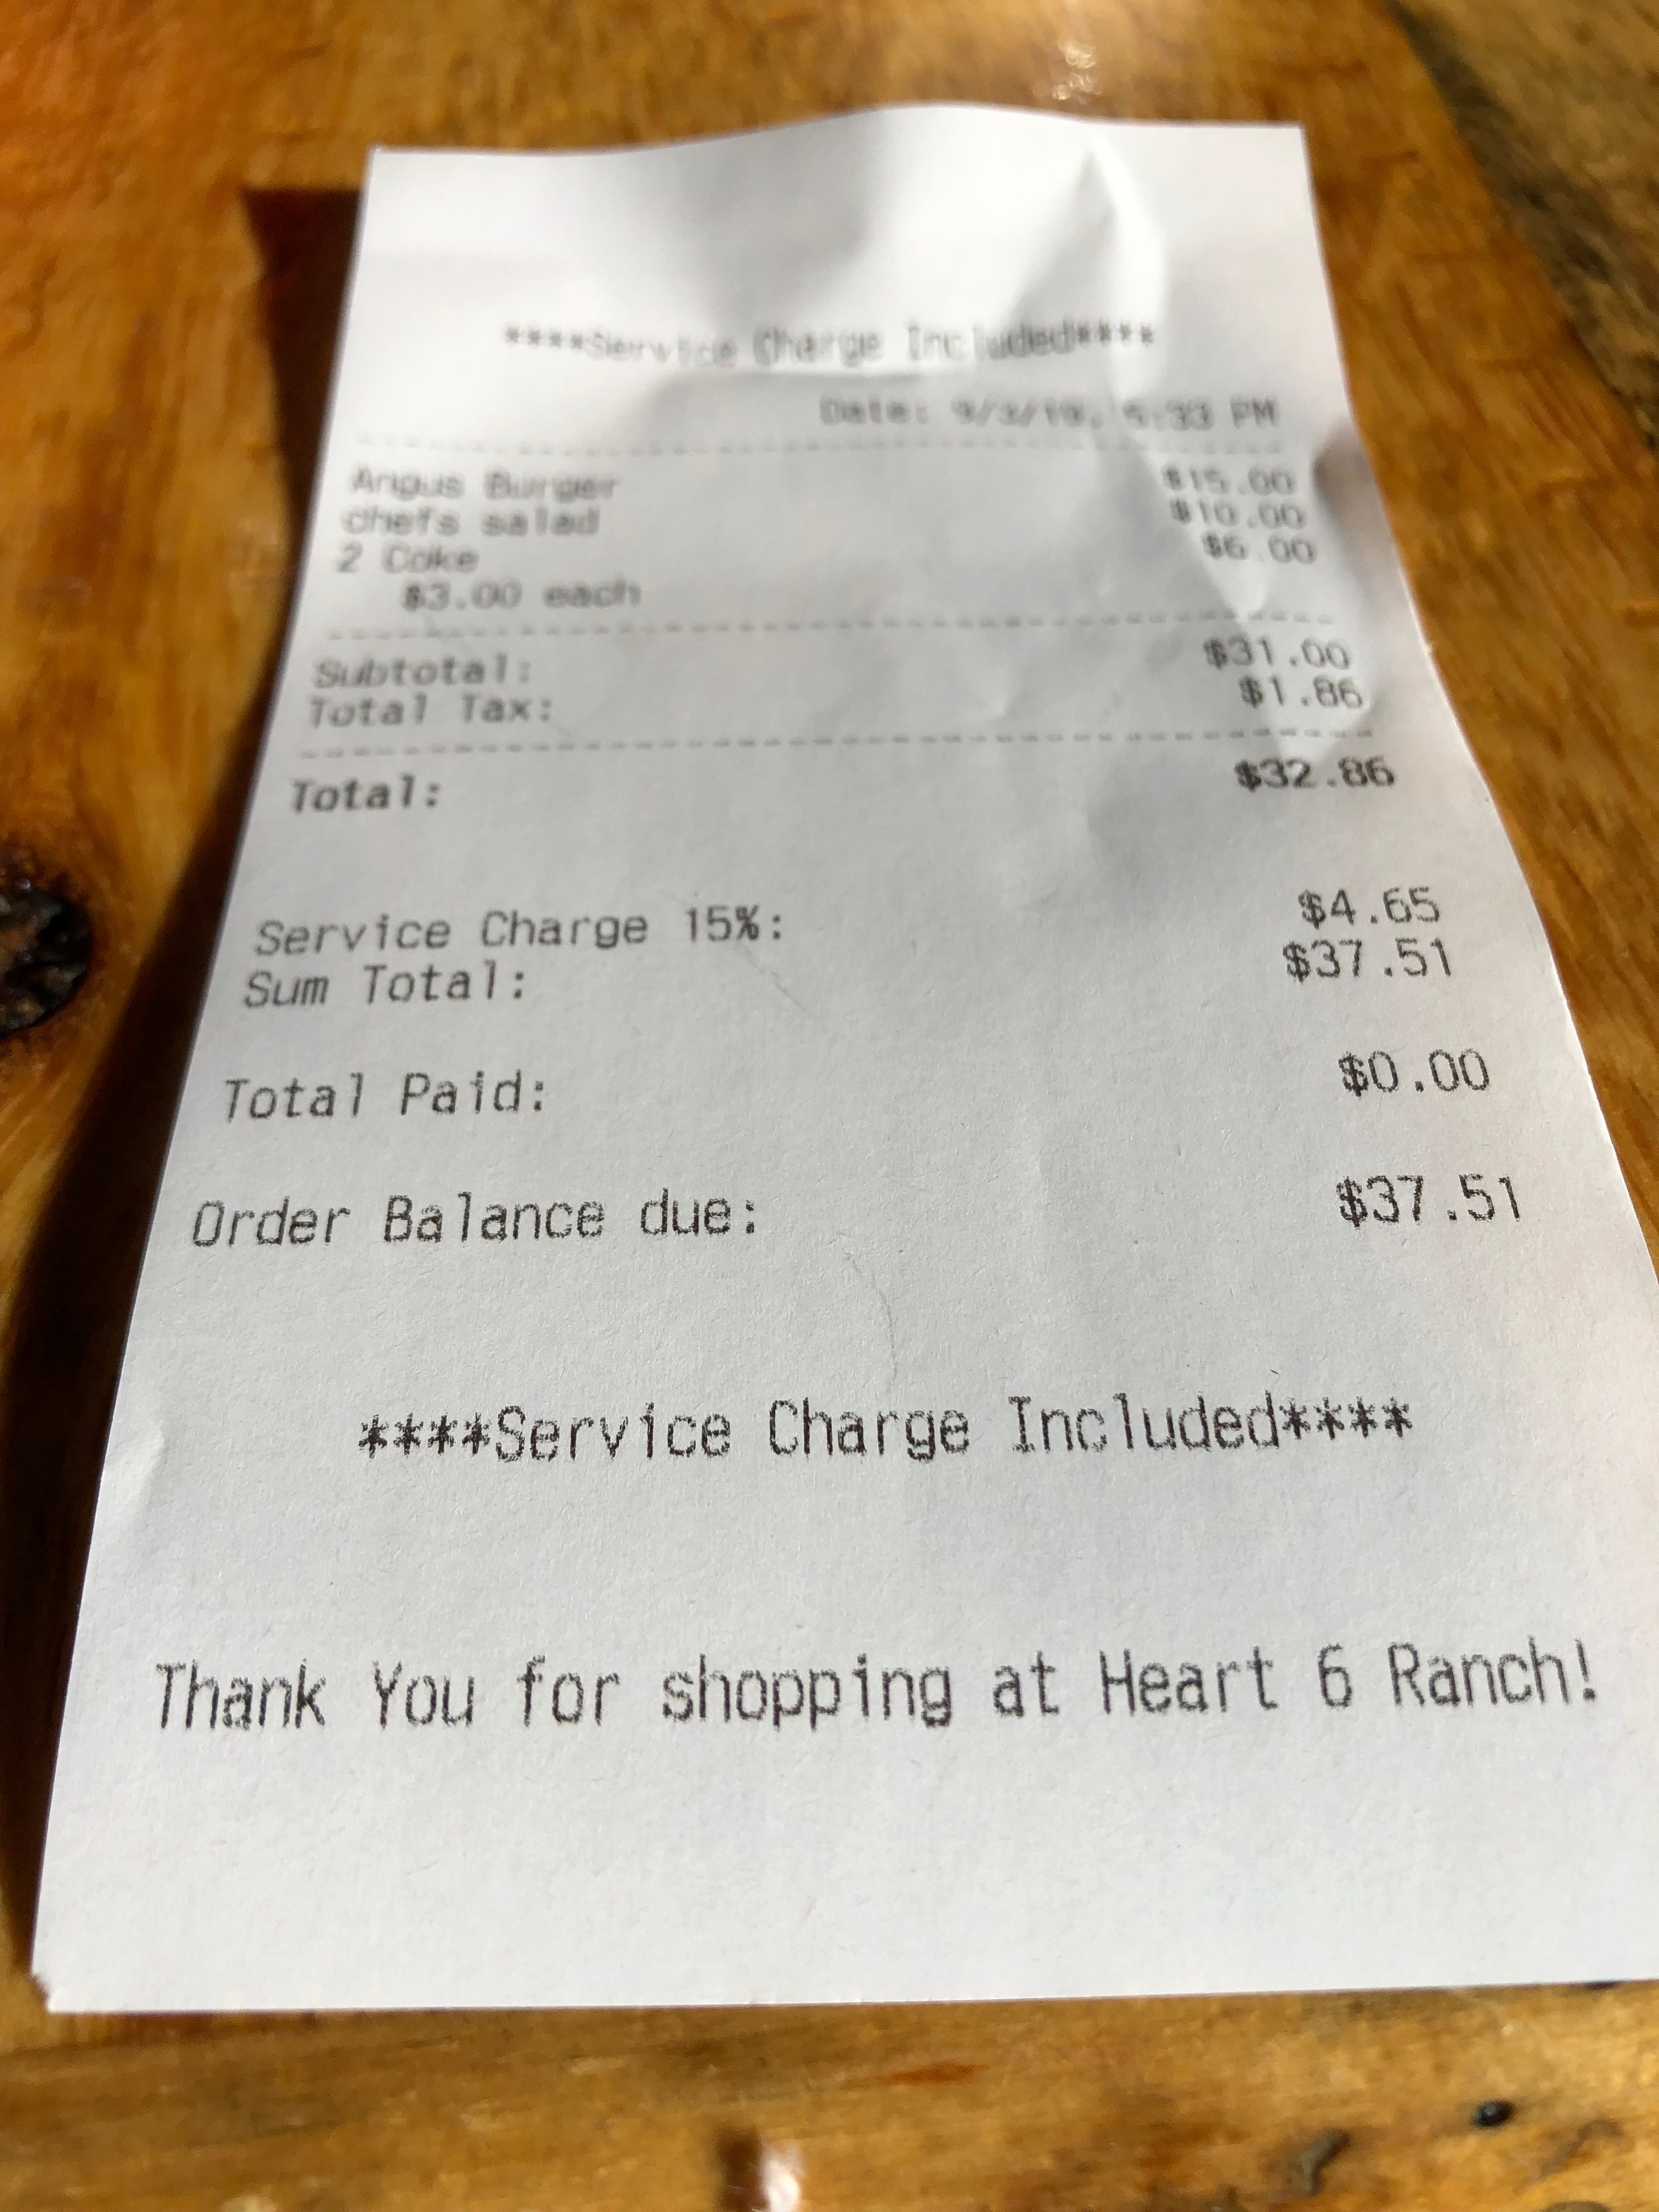 ****Service Charge Included****
Date: 9/3/19, 5:33 PM
Angus Burger $15.00
chefs salad $10.00
2 Coke $6.00
$3.00 each
Subtotal: $31.00
Total Tax: $1.86
Total: $32.86
Service Charge 15%: $4.65
Sum Total: $37.51
Total Paid: $0.00
Order Balance due: $37.51
****Service Charge Included****
Thank You for shopping at Heart 6 Ranch!